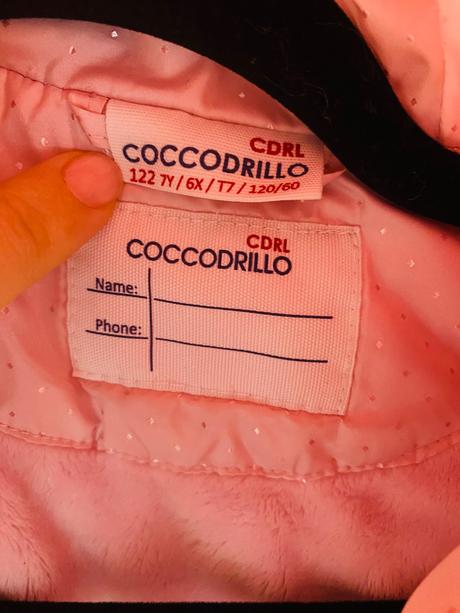 CDRL
COCCODRILLO
122 7Y / 6X / T7 / 120/60
CDRL
COCCODRILLO
Name:
Phone: